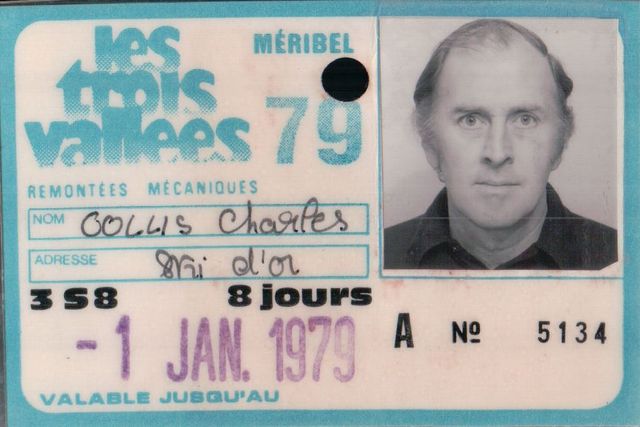 les
trois
vallées
MÉRIBEL
79
REMONTÉES MÉCANIQUES
NOM COLLIS Charles
ADRESSE Ski d'or
3 S8 8 jours
-1 JAN. 1979
VALABLE JUSQU'AU
A Nº 5134